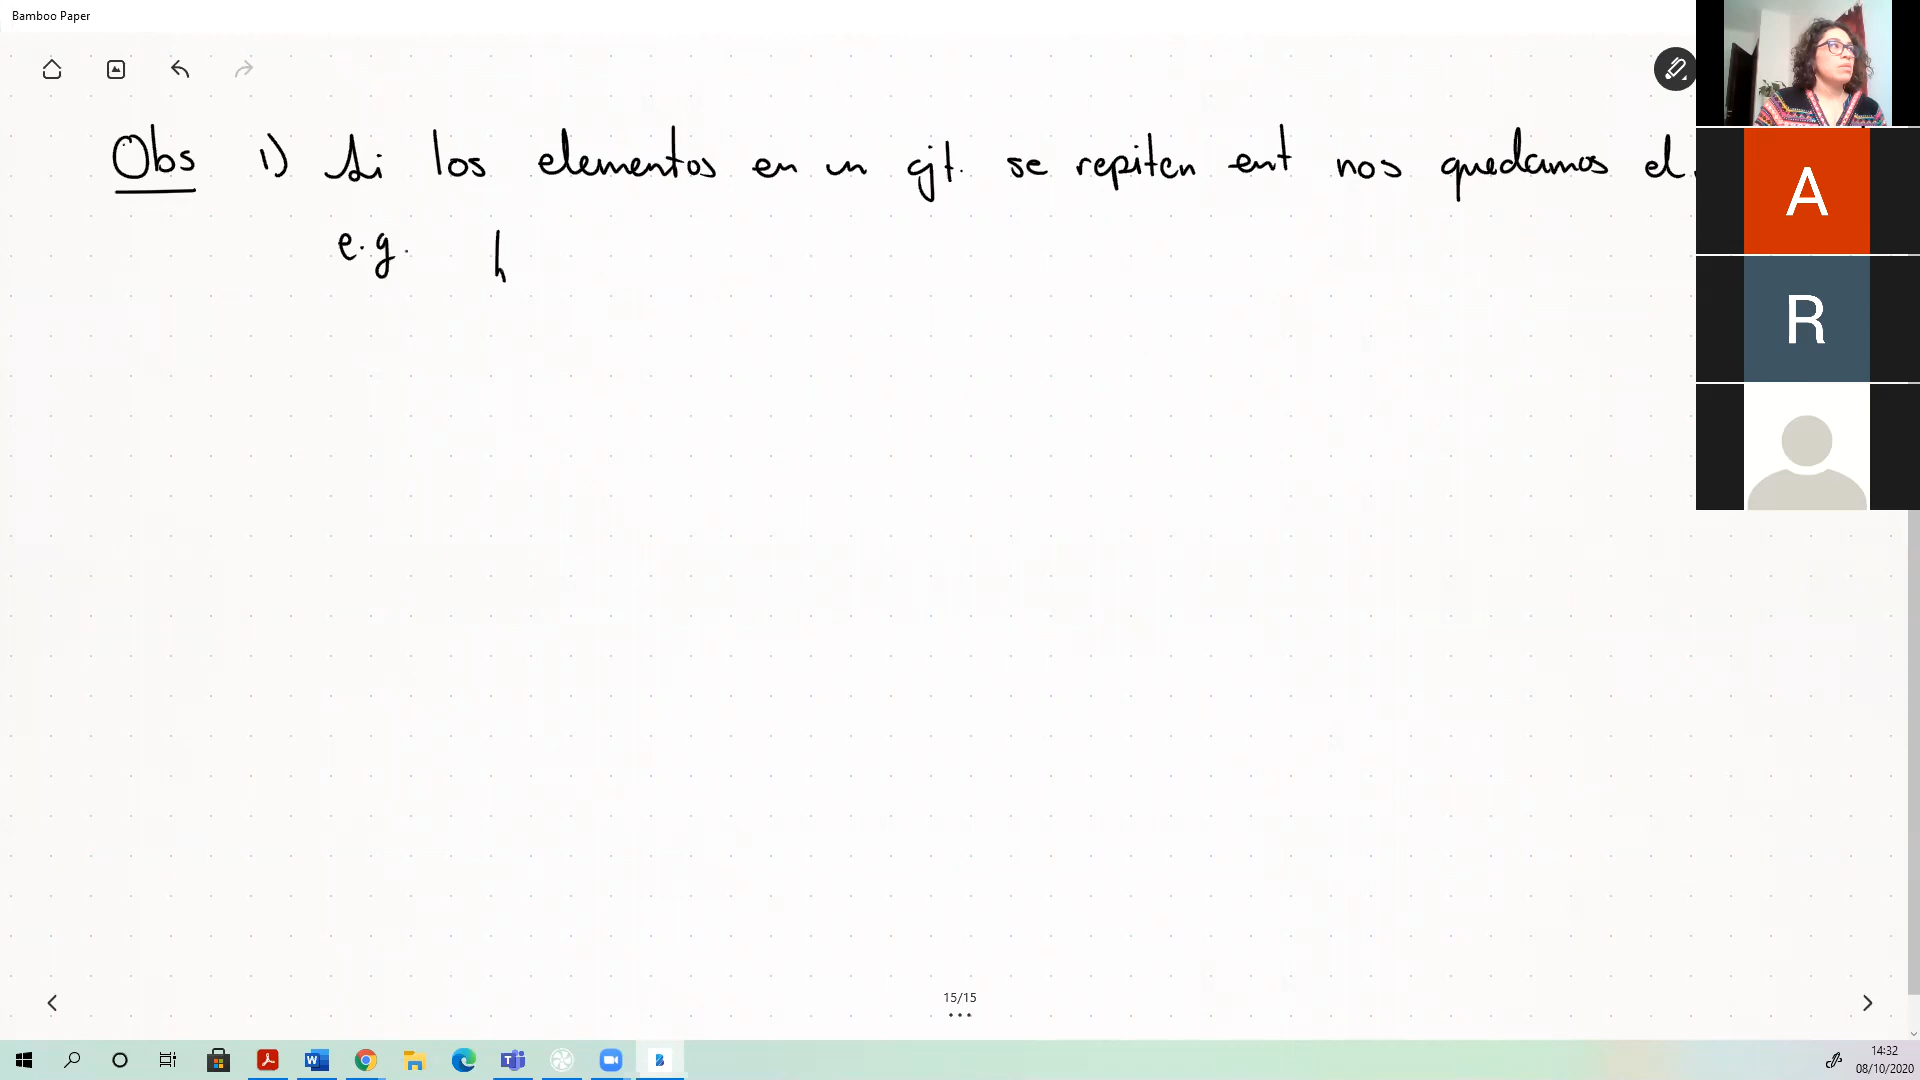 Bamboo Paper
Obs 1) Si los elementos en un cjt. se repiten ent nos quedamos el
e.g. h
A
R
15/15
14:32
08/10/2020